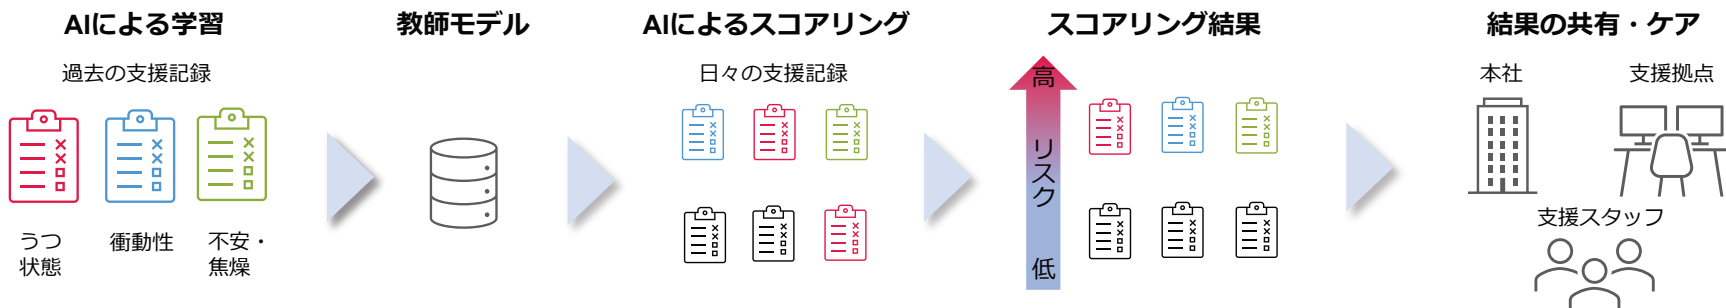 AIによる学習
過去の支援記録
うつ
状態
衝動性
不安・
焦燥
教師モデル
AIによるスコアリング
日々の支援記録
スコアリング結果
高
リスク
低
結果の共有・ケア
本社
支援拠点
支援スタッフ